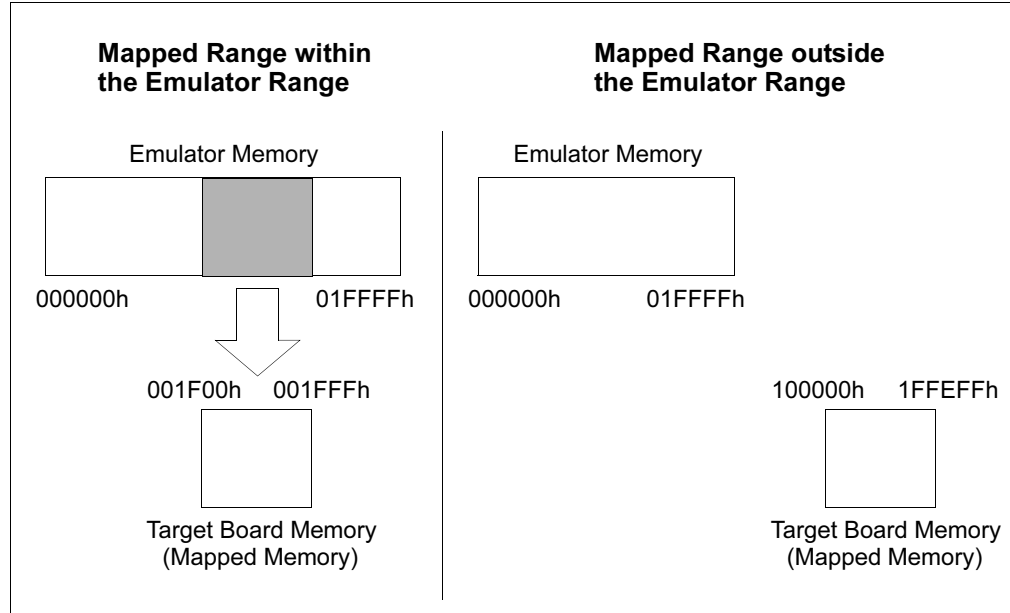 Mapped Range within
the Emulator Range
Emulator Memory
000000h
01FFFFh
001F00h
001FFFh
Target Board Memory
(Mapped Memory)
Mapped Range outside
the Emulator Range
Emulator Memory
000000h
01FFFFh
100000h
1FFEFFh
Target Board Memory
(Mapped Memory)